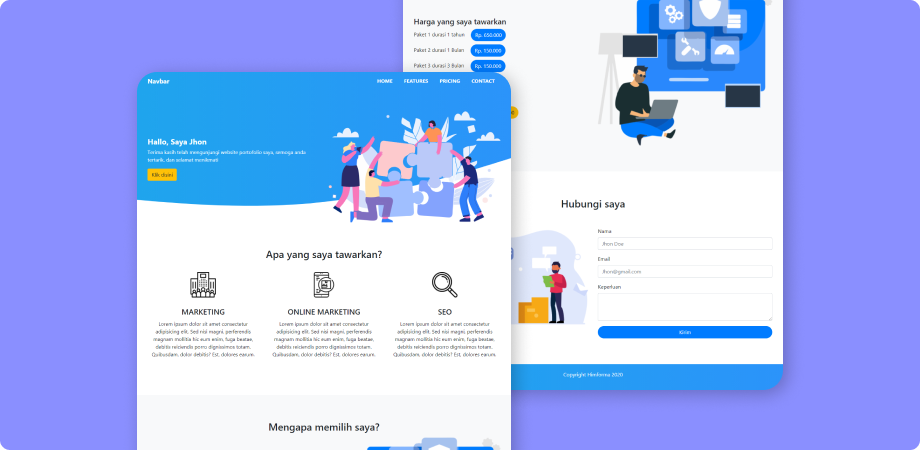 Navbar
HOME FEATURES PRICING KONTAK
Hallo, Saya Jhon
Terima kasih telah mengunjungi website portofolio saya, semoga anda
tertarik, dan selamat menikmati
Klik disini
Apa yang saya tawarkan?
MARKETING
Lorem ipsum dolor sit amet consectetur
adipisicing elit. Sed nisi magni, perferendis
magnam mollitia hic eum enim, fuga beatae,
debitis reiciendis porro dignissimos totam.
Quibusdam, dolor debitis? Est, dolores earum.
ONLINE MARKETING
Lorem ipsum dolor sit amet consectetur
adipisicing elit. Sed nisi magni, perferendis
magnam mollitia hic eum enim, fuga beatae,
debitis reiciendis porro dignissimos totam.
Quibusdam, dolor debitis? Est, dolores earum.
SEO
Lorem ipsum dolor sit amet consectetur
adipisicing elit. Sed nisi magni, perferendis
magnam mollitia hic eum enim, fuga beatae,
debitis reiciendis porro dignissimos totam.
Quibusdam, dolor debitis? Est, dolores earum.
Mengapa memilih saya?
Harga yang saya tawarkan
Paket 1 durasi 1 tahun Rp. 650.000
Paket 2 durasi 1 Bulan Rp. 150.000
Paket 3 durasi 3 Bulan Rp. 150.000
Hubungi saya
Nama
Jhon Doe
Email
Jhon@gmail.com
Keperluan
Kirim
Copyright Himforma 2020